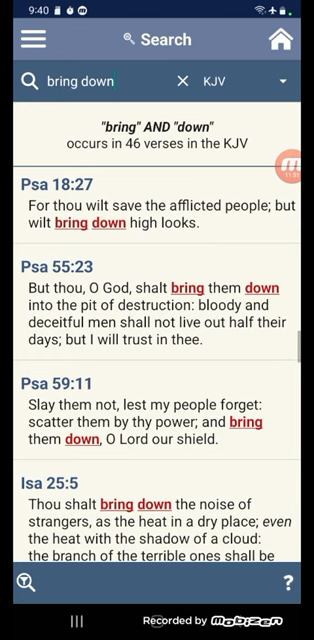 9:40
Search
bring down
KJV
"bring" AND "down"
occurs in 46 verses in the KJV
Psa 18:27
For thou wilt save the afflicted people; but
wilt bring down high looks.
Psa 55:23
But thou, O God, shalt bring them down
into the pit of destruction: bloody and
deceitful men shall not live out half their
days; but I will trust in thee.
Psa 59:11
Slay them not, lest my people forget:
scatter them by thy power; and bring
them down, O Lord our shield.
Isa 25:5
Thou shalt bring down the noise of
strangers, as the heat in a dry place; even
the heat with the shadow of a cloud:
the branch of the terrible ones shall be
?
Recorded by mobizen